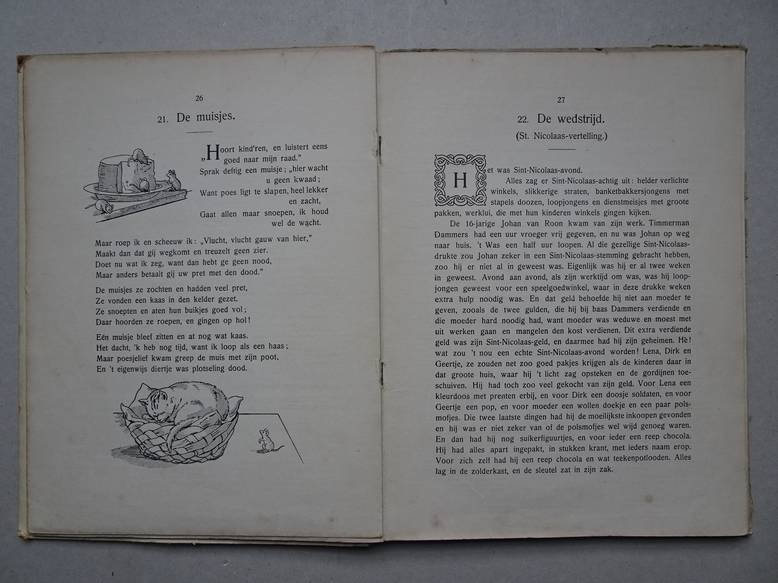 26
21. De muisjes.
„Hoort kind'ren, en luistert eens
goed naar mijn raad."
Sprak deftig een muisje; „hier wacht
u geen kwaad;
Want poes ligt te slapen, heel lekker
en zacht,
Gaat allen maar snoepen, ik houd
wel de wacht.
Maar roep ik en scheeuw ik: „Vlucht, vlucht gauw van hier,"
Maakt dan dat gij wegkomt en treuzelt geen zier.
Doet nu wat ik zeg, want dan hebt ge geen nood,
Maar anders betaalt gij uw pret met den dood."
De muisjes ze zochten en hadden veel pret,
Ze vonden een kaas in den kelder gezet.
Ze snoepten en aten hun buikjes goed vol;
Daar hoorden ze roepen, en gingen op hol!
Eén muisje bleef zitten en at nog wat kaas.
Het dacht, 'k heb nog tijd, want ik loop als een haas;
Maar poesjelief kwam greep de muis met zijn poot,
En 't eigenwijs diertje was plotseling dood.
27
22. De wedstrijd.
(St. Nicolaas-vertelling.)
Het was Sint-Nicolaas-avond.
Alles zag er Sint-Nicolaas-achtig uit: helder verlichte
winkels, slikkerige straten, banketbakkersjongens met
stapels doozen, loopjongens en dienstmeisjes met groote
pakken, werklui, die met hun kinderen winkels gingen kijken.
De 16-jarige Johan van Roon kwam van zijn werk. Timmerman
Dammers had een uur vroeger vrij gegeven, en nu was Johan op weg
naar huis. 't Was een half uur loopen. Al die gezellige Sint-Nicolaas-
drukte zou Johan zeker in een Sint-Nicolaas-stemming gebracht hebben,
zoo hij er niet al in geweest was. Eigenlijk was hij er al twee weken
in geweest. Avond aan avond, als zijn werktijd om was, was hij loop-
jongen geweest voor een speelgoedwinkel, waar in deze drukke weken
extra hulp noodig was. En dat geld behoefde hij niet aan moeder te
geven, zooals de twee gulden, die hij bij baas Dammers verdiende en
die moeder hard noodig had, want moeder was weduwe en moest met
uit werken gaan en mangelen den kost verdienen. Dit extra verdiende
geld was zijn Sint-Nicolaas-geld, en daarmee had hij zijn geheimen. Hè!
wat zou 't nou een echte Sint-Nicolaas-avond worden! Lena, Dirk en
Geertje, ze zouden net zoo goed pakjes krijgen als de kinderen daar in
dat groote huis, waar hij 't licht zag opsteken en de gordijnen toe-
schuiven. Hij had toch zoo veel gekocht van zijn geld. Voor Lena een
kleurdoos met prenten erbij, en voor Dirk een doosje soldaten, en voor
Geertje een pop, en voor moeder een wollen doekje en een paar pols-
mofjes. Die twee laatste dingen had hij de moeilijkste inkoopen gevonden
en hij was er niet zeker van of de polsmofjes wel wijd genoeg waren.
En dan had hij nog suikerfiguurtjes, en voor ieder een reep chocola.
Hij had alles apart ingepakt, in stukken krant, met ieders naam erop.
Voor zich zelf had hij een reep chocola en wat teekenpotlooden. Alles
lag in de zolderkast, en de sleutel zat in zijn zak.